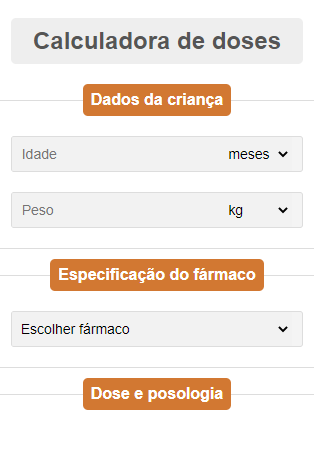 Calculadora de doses
Dados da criança
Idade meses
Peso kg
Especificação do fármaco
Escolher fármaco
Dose e posologia